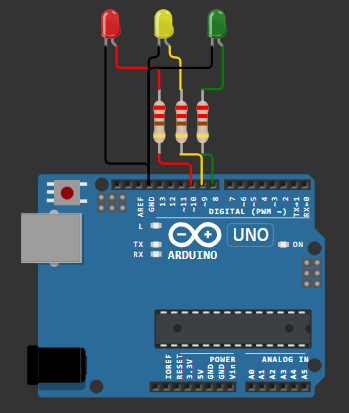 AREF
GND
13
12
~11
~10
~9
8
7
~6
~5
4
~3
2
TX→1
RX←0
DIGITAL (PWM ~)
L
TX
RX
UNO
ON
ARDUINO
IOREF
RESET
3.3V
5V
GND
GND
Vin
POWER
ANALOG IN
A0
A1
A2
A3
A4
A5